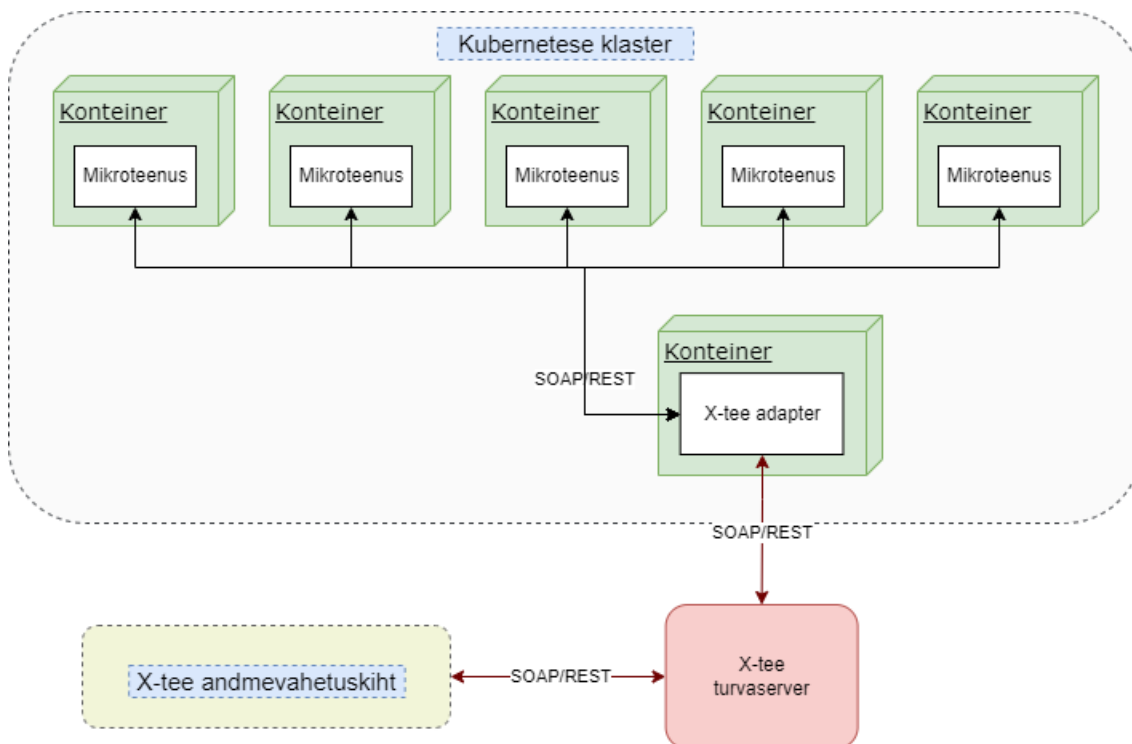 Kubernetese klaster
Konteiner
Mikroteenus
Konteiner
Mikroteenus
Konteiner
Mikroteenus
Konteiner
Mikroteenus
Konteiner
Mikroteenus
Konteiner
SOAP/REST
X-tee adapter
SOAP/REST
X-tee andmevahetuskiht
SOAP/REST
X-tee
turvaserver